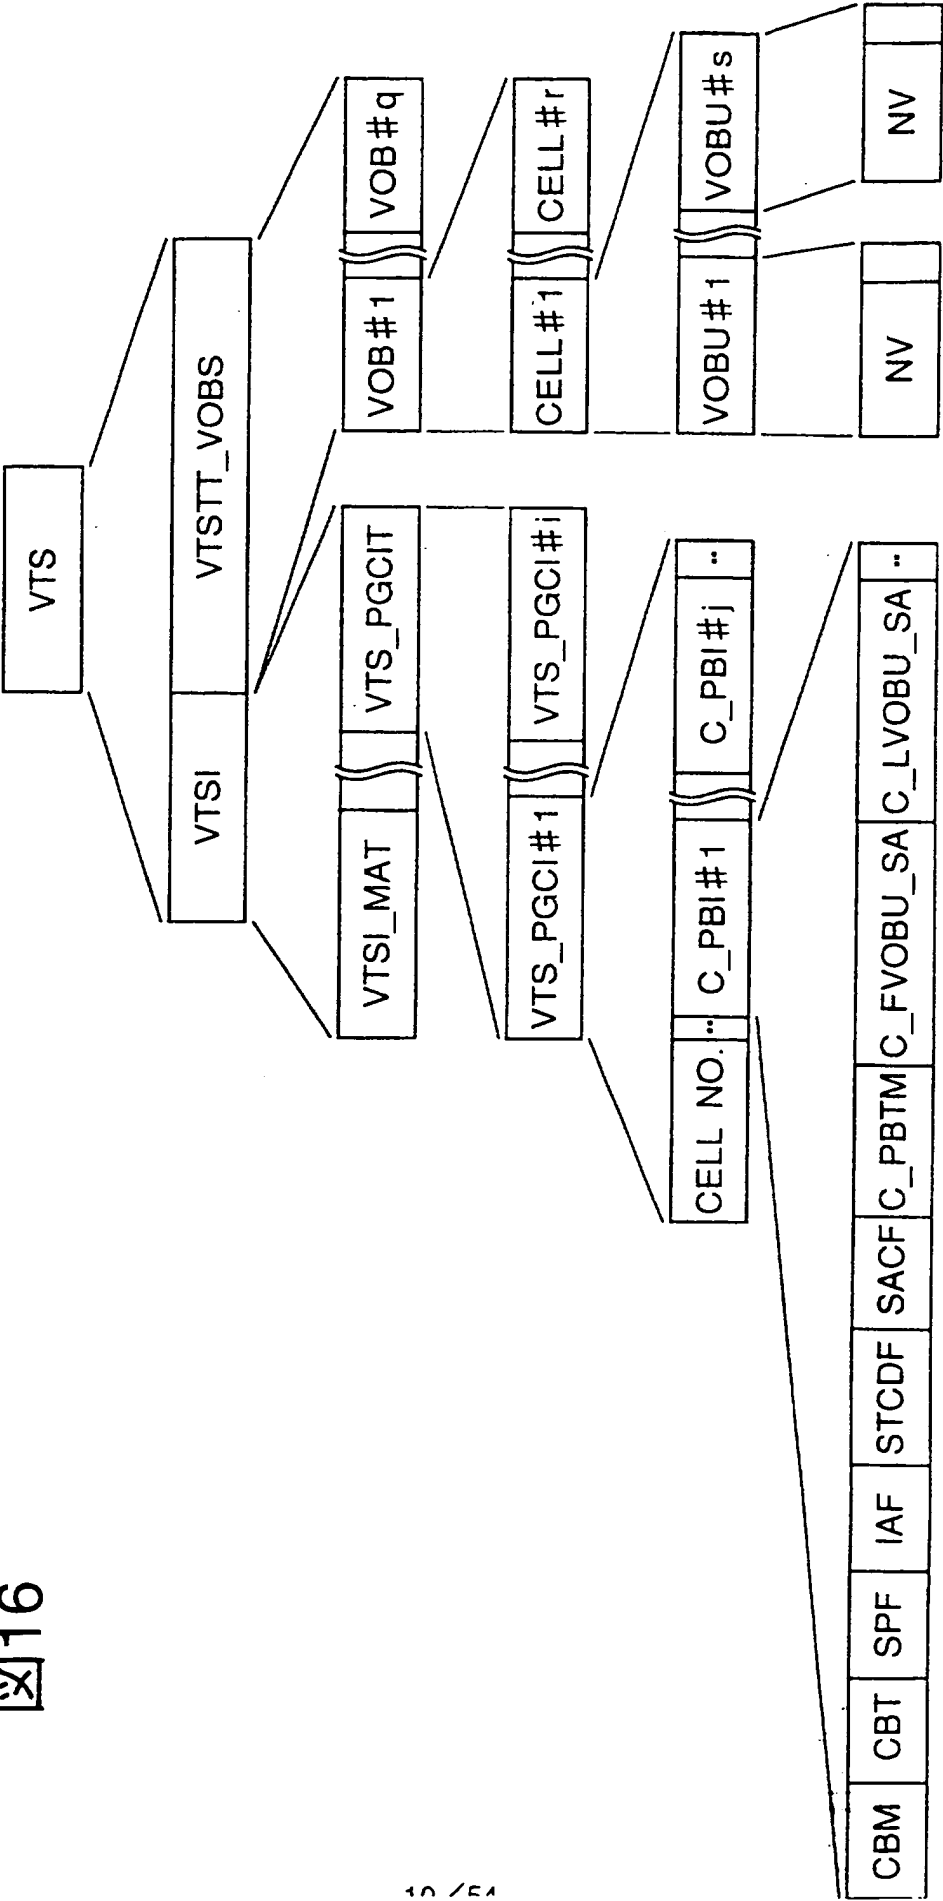 図16
VTS
VTSI VTSTT_VOBS
VTSI_MAT VTS_PGCIT VOB#1 VOB#q
VTS_PGCI#1 VTS_PGCI#i CELL#1 CELL#r
CELL NO. ·· C_PBI#1 C_PBI#j ·· VOBU#1 VOBU#s
CBM CBT SPF IAF STCDF SACF C_PBTM C_FVOBU_SA C_LVOBU_SA ·· NV NV